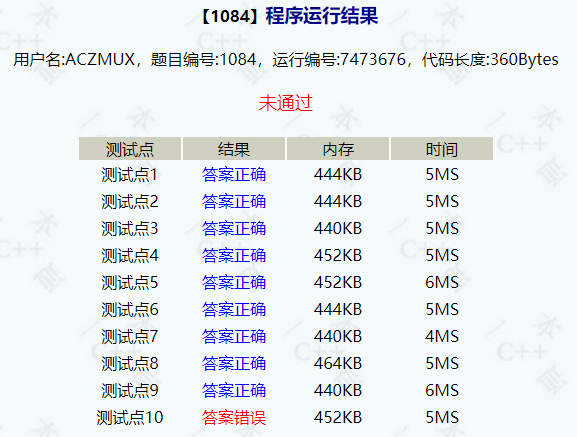 【1084】程序运行结果
用户名:ACZMUX，题目编号:1084，运行编号:7473676，代码长度:360Bytes
未通过
测试点 结果 内存 时间
测试点1 答案正确 444KB 5MS
测试点2 答案正确 444KB 5MS
测试点3 答案正确 440KB 5MS
测试点4 答案正确 452KB 5MS
测试点5 答案正确 452KB 6MS
测试点6 答案正确 444KB 5MS
测试点7 答案正确 440KB 4MS
测试点8 答案正确 464KB 5MS
测试点9 答案正确 440KB 6MS
测试点10 答案错误 452KB 5MS